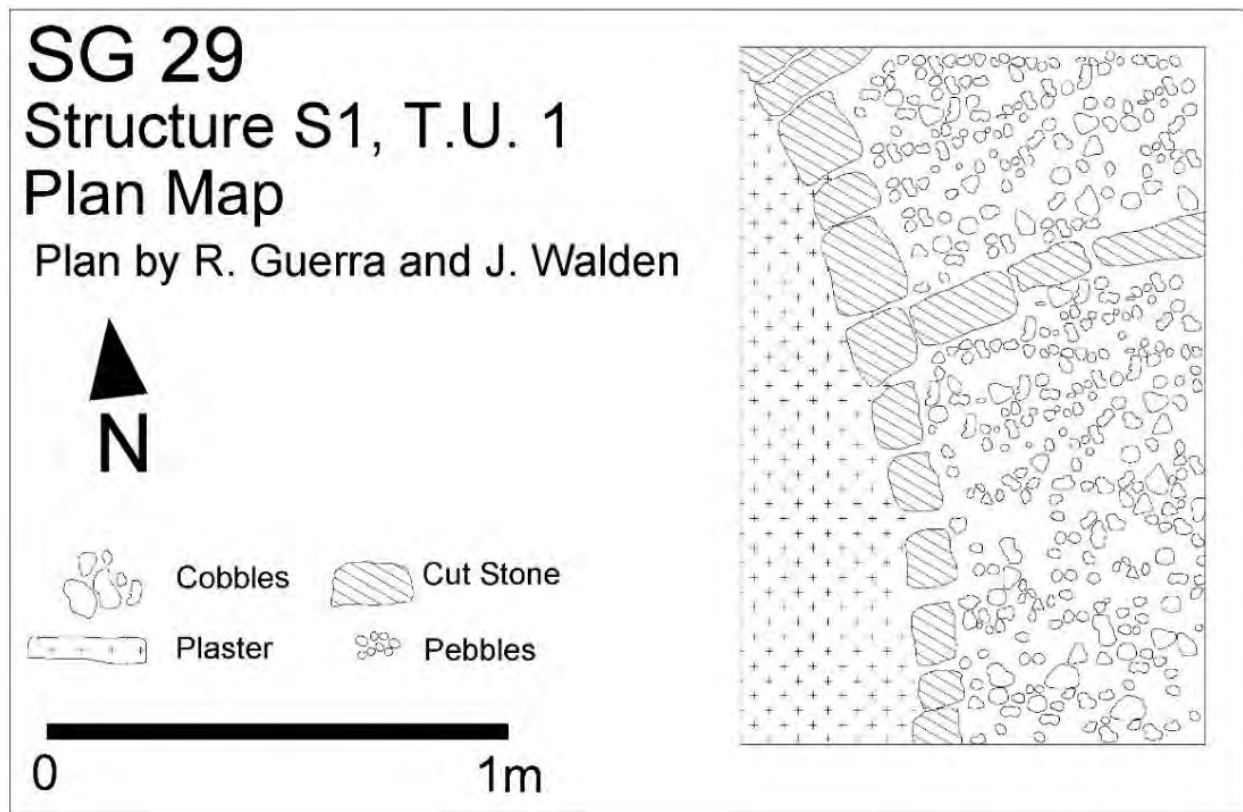 SG 29
Structure S1, T.U. 1
Plan Map
Plan by R. Guerra and J. Walden
N
Cobbles
Cut Stone
Plaster
Pebbles
0
1m